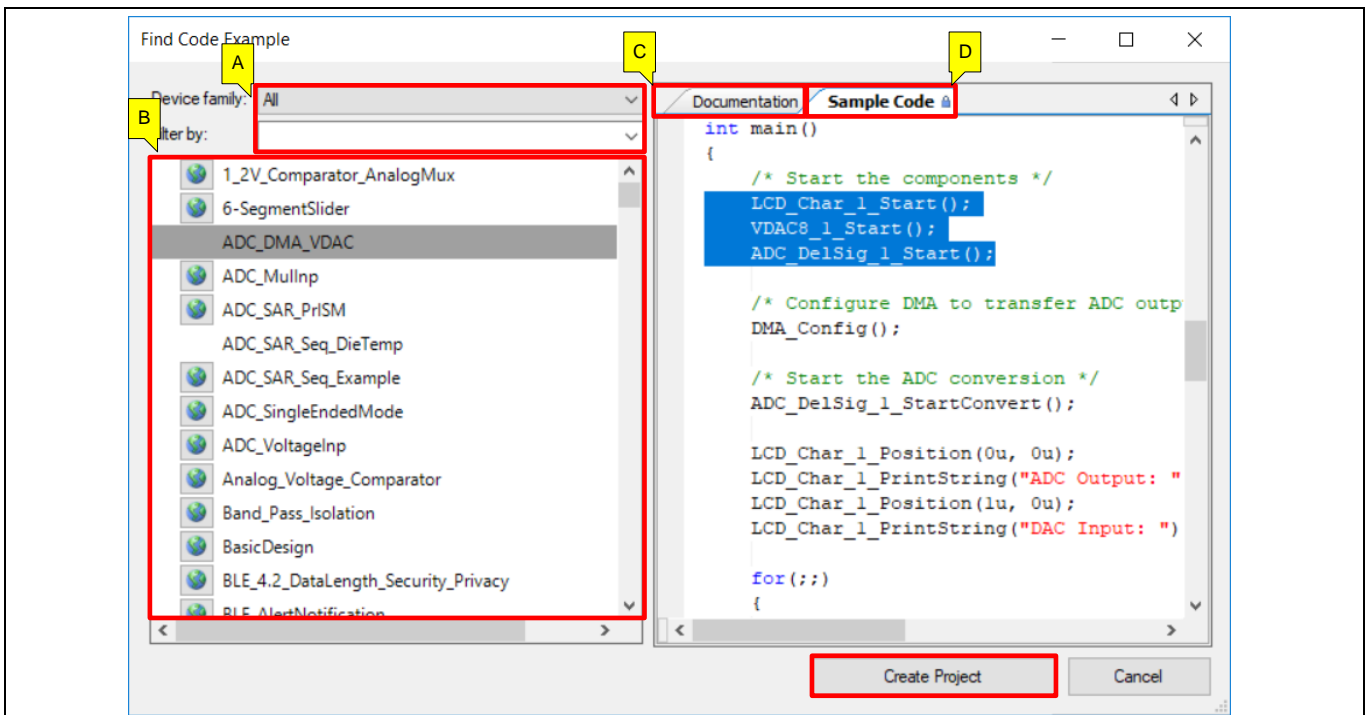 Find Code Example
A
C
D
Device family: All
B
Filter by:
1_2V_Comparator_AnalogMux
6-SegmentSlider
ADC_DMA_VDAC
ADC_MulInp
ADC_SAR_PrISM
ADC_SAR_Seq_DieTemp
ADC_SAR_Seq_Example
ADC_SingleEndedMode
ADC_VoltageInp
Analog_Voltage_Comparator
Band_Pass_Isolation
BasicDesign
BLE_4.2_DataLength_Security_Privacy
BLE_AlertNotification
Documentation Sample Code
int main()
{
/* Start the components */
LCD_Char_1_Start();
VDAC8_1_Start();
ADC_DelSig_1_Start();
/* Configure DMA to transfer ADC outp
DMA_Config();
/* Start the ADC conversion */
ADC_DelSig_1_StartConvert();
LCD_Char_1_Position(0u, 0u);
LCD_Char_1_PrintString("ADC Output: "
LCD_Char_1_Position(1u, 0u);
LCD_Char_1_PrintString("DAC Input: ")
for(;;)
{
Create Project Cancel